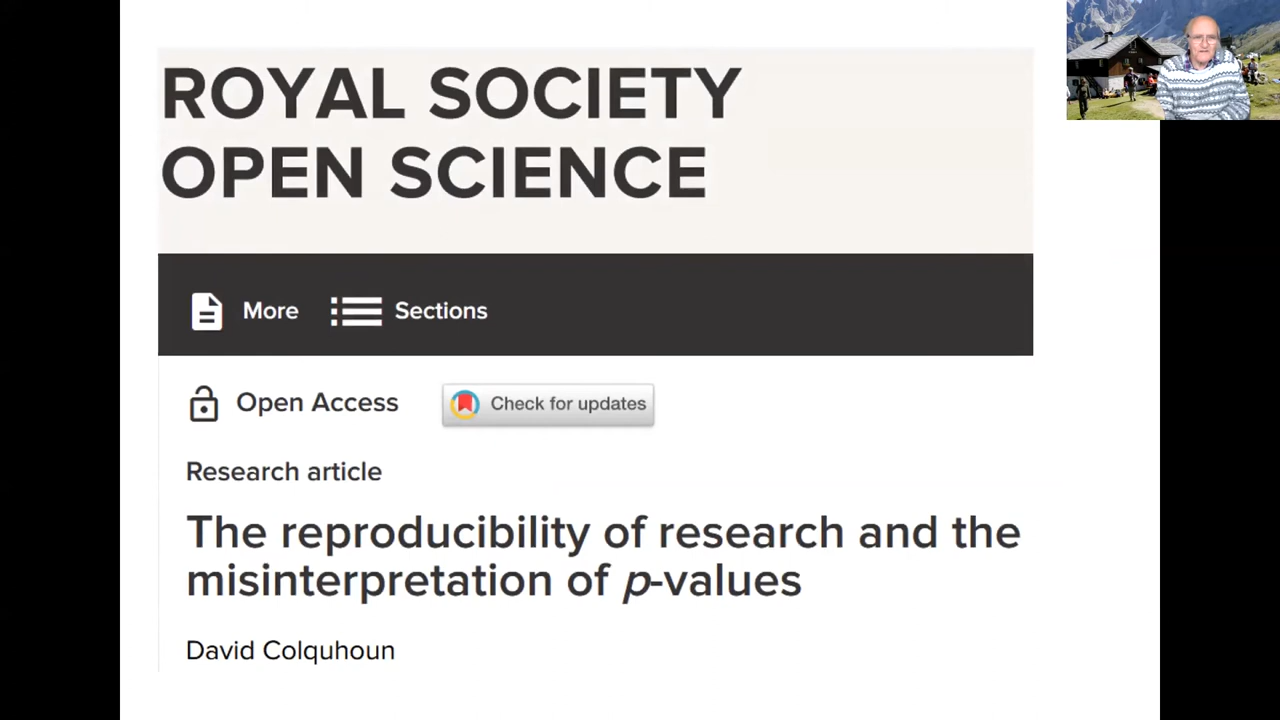 ROYAL SOCIETY
OPEN SCIENCE
More Sections
Open Access Check for updates
Research article
The reproducibility of research and the
misinterpretation of p-values
David Colquhoun